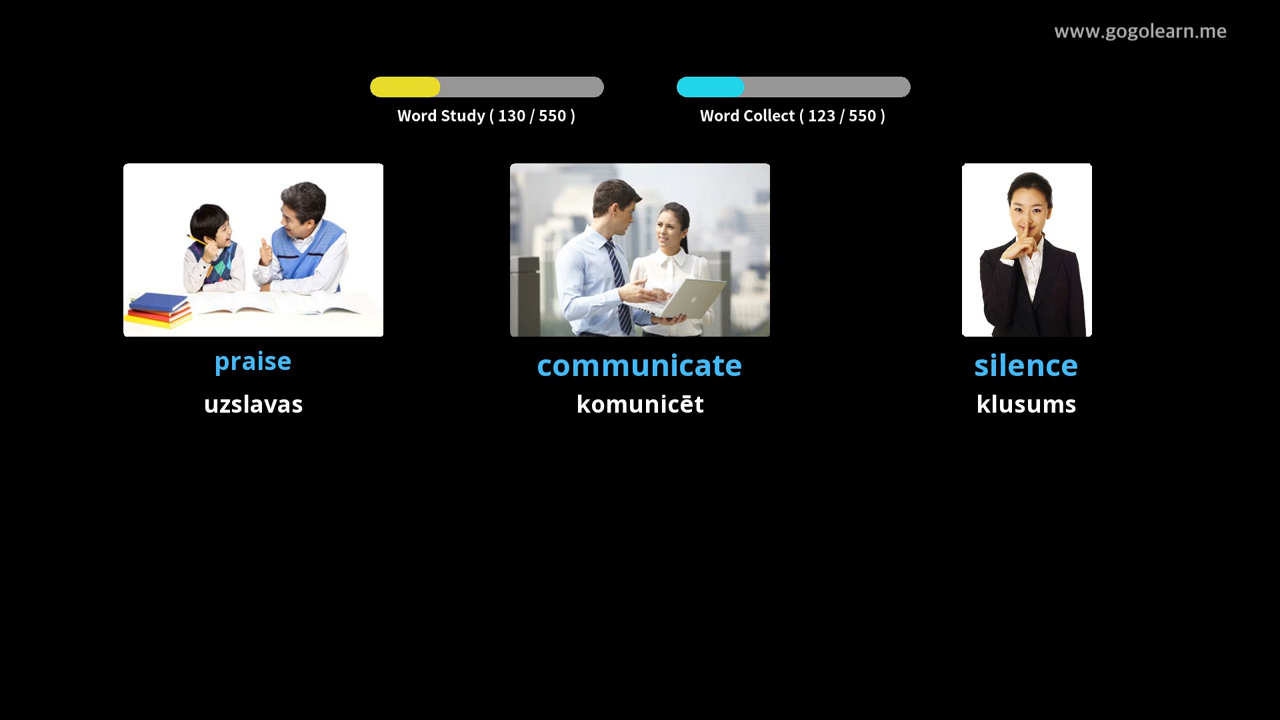 www.gogolearn.me
Word Study ( 130 / 550 )
Word Collect ( 123 / 550 )
praise
communicate
silence
uzslavas
komunicēt
klusums